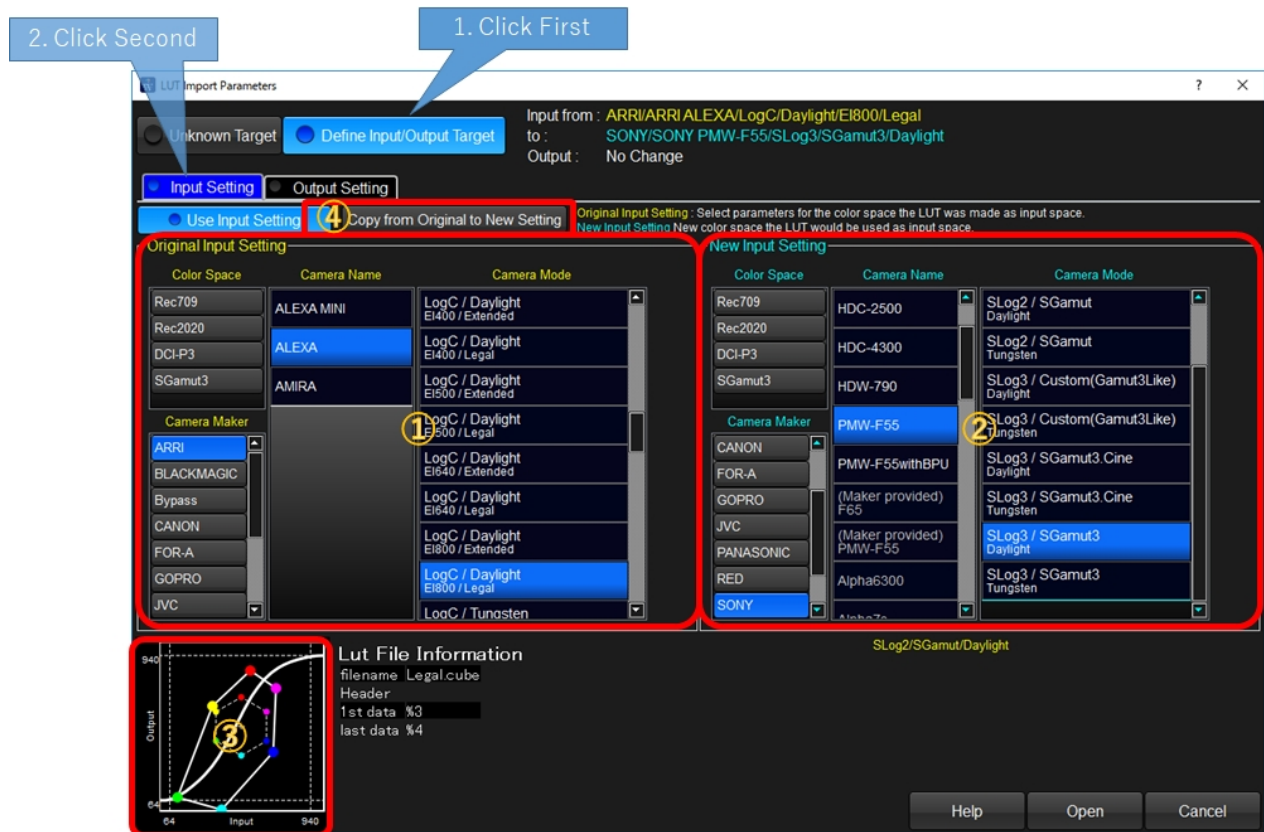 2. Click Second
1. Click First
LUT Import Parameters
? ×
Unknown Target
Define Input/Output Target
Input from : ARRI/ARRI ALEXA/LogC/Daylight/EI800/Legal
to : SONY/SONY PMW-F55/SLog3/SGamut3/Daylight
Output : No Change
Input Setting
Output Setting
Use Input Setting
④ Copy from Original to New Setting
Original Input Setting : Select parameters for the color space the LUT was made as input space.
New Input Setting New color space the LUT would be used as input space.
Original Input Setting
Color Space
Camera Name
Camera Mode
Rec709
Rec2020
DCI-P3
SGamut3
Camera Maker
ARRI
BLACKMAGIC
Bypass
CANON
FOR-A
GOPRO
JVC
ALEXA MINI
ALEXA
AMIRA
①
LogC / Daylight
EI400 / Extended
LogC / Daylight
EI400 / Legal
LogC / Daylight
EI500 / Extended
LogC / Daylight
EI500 / Legal
LogC / Daylight
EI640 / Extended
LogC / Daylight
EI640 / Legal
LogC / Daylight
EI800 / Extended
LogC / Daylight
EI800 / Legal
LogC / Tungsten
New Input Setting
Color Space
Camera Name
Camera Mode
Rec709
Rec2020
DCI-P3
SGamut3
Camera Maker
CANON
FOR-A
GOPRO
JVC
PANASONIC
RED
SONY
HDC-2500
HDC-4300
HDW-790
PMW-F55
PMW-F55withBPU
(Maker provided)
F65
(Maker provided)
PMW-F55
Alpha6300
②
SLog2 / SGamut
Daylight
SLog2 / SGamut
Tungsten
SLog3 / Custom(Gamut3Like)
Daylight
SLog3 / Custom(Gamut3Like)
Tungsten
SLog3 / SGamut3.Cine
Daylight
SLog3 / SGamut3.Cine
Tungsten
SLog3 / SGamut3
Daylight
SLog3 / SGamut3
Tungsten
940
Output
③
64
64 Input 940
Lut File Information
filename Legal.cube
Header
1st data %3
last data %4
SLog2/SGamut/Daylight
Help
Open
Cancel